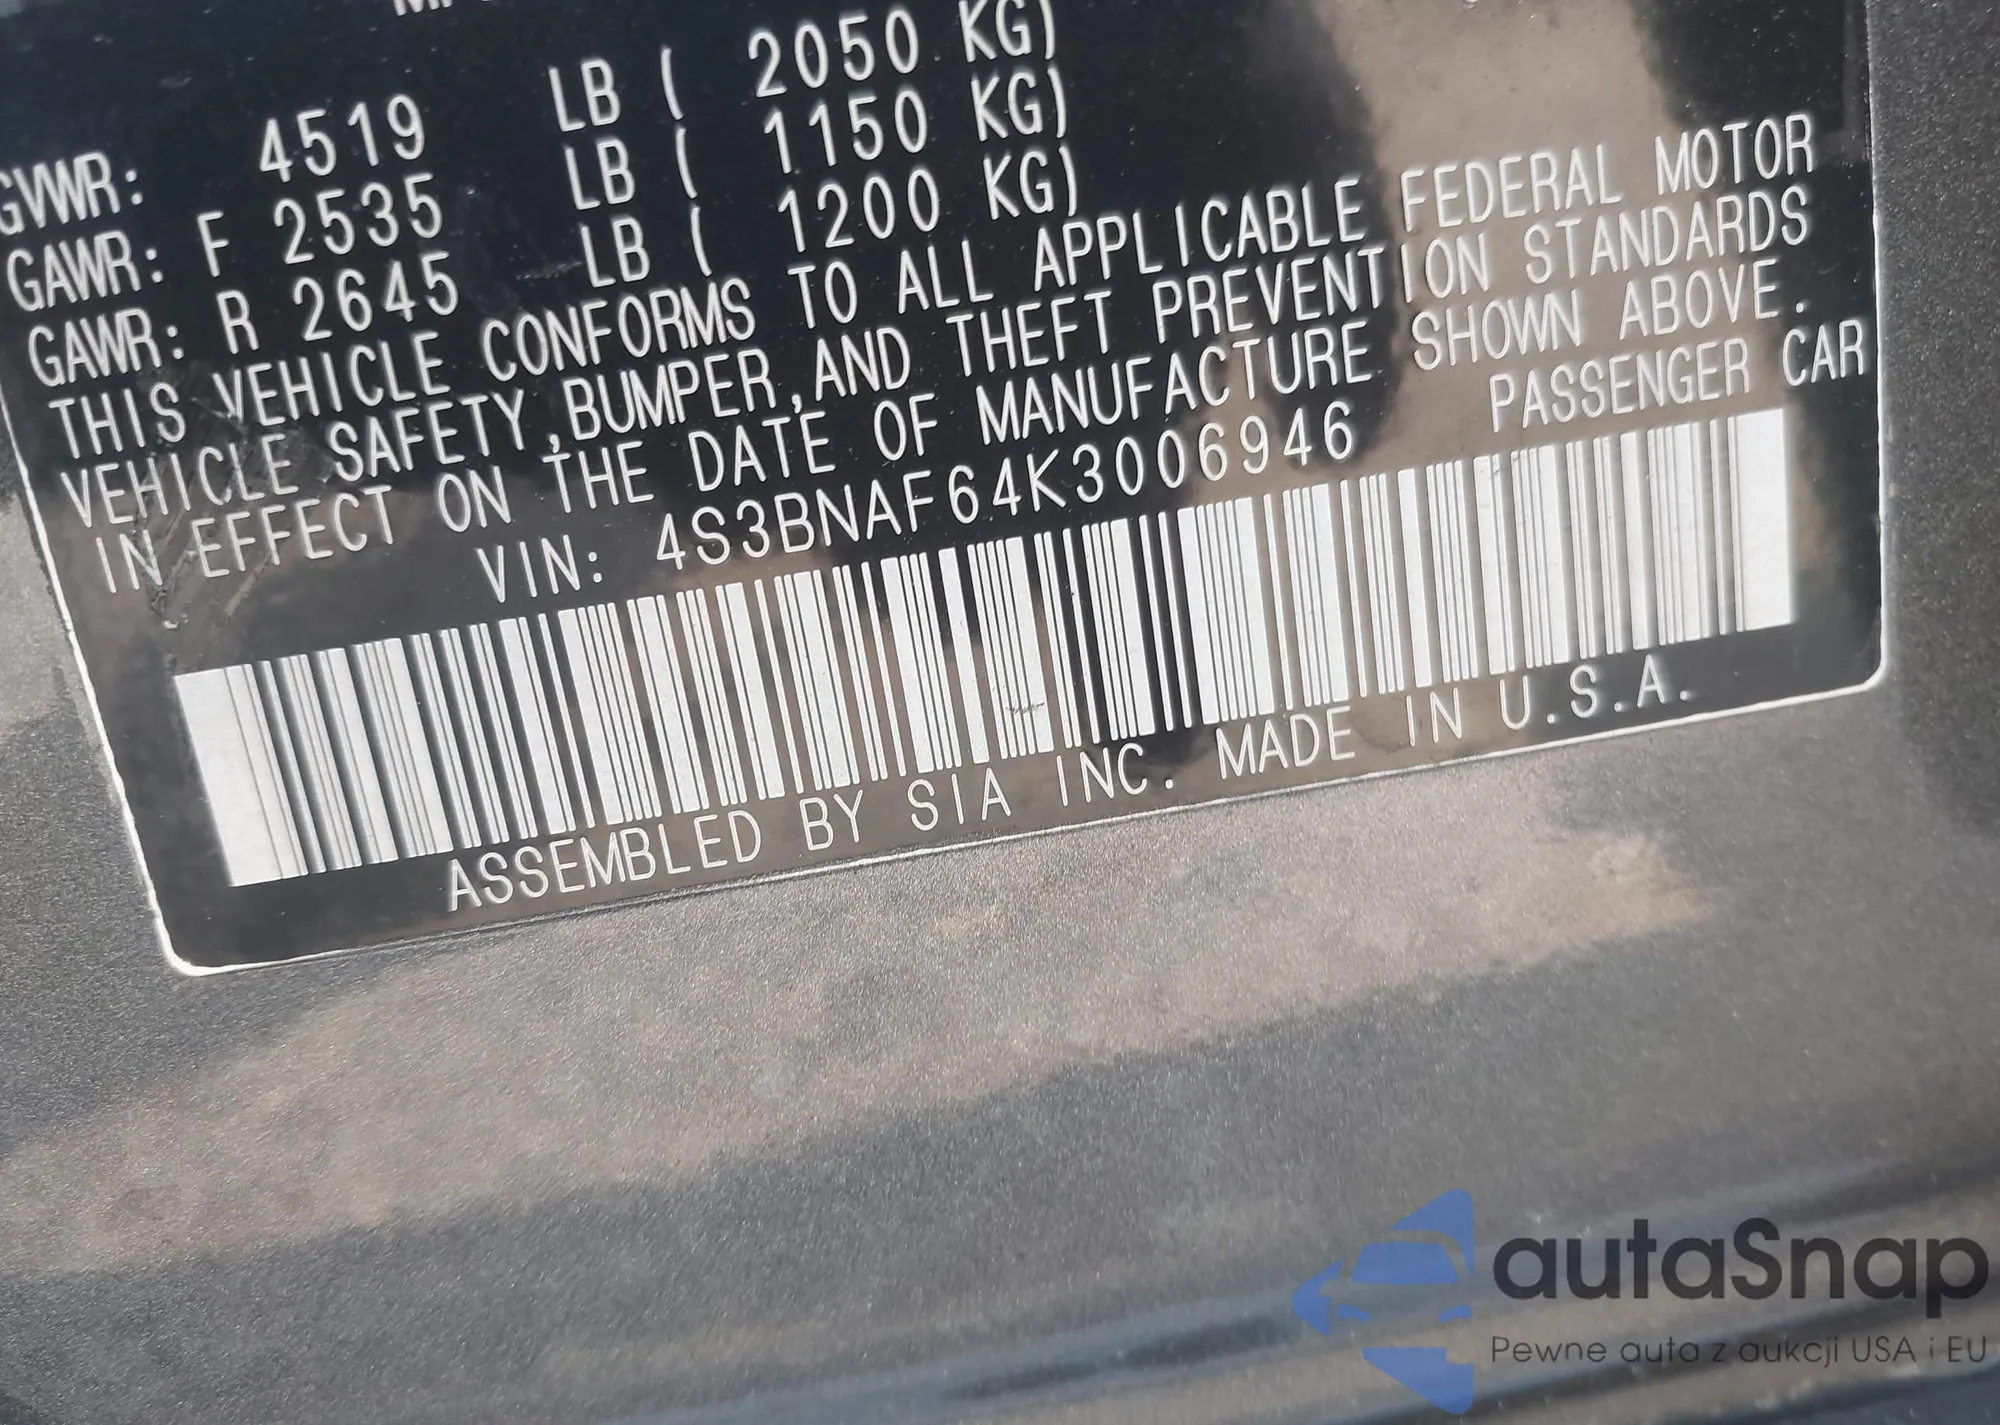 GVWR: 4519 LB ( 2050 KG)
GAWR: F 2535 LB ( 1150 KG)
GAWR: R 2645 LB ( 1200 KG)
THIS VEHICLE CONFORMS TO ALL APPLICABLE FEDERAL MOTOR
VEHICLE SAFETY,BUMPER,AND THEFT PREVENTION STANDARDS
IN EFFECT ON THE DATE OF MANUFACTURE SHOWN ABOVE.
VIN: 4S3BNAF64K3006946 PASSENGER CAR
ASSEMBLED BY SIA INC. MADE IN U.S.A.
autaSnap
Pewne auta z aukcji USA i EU